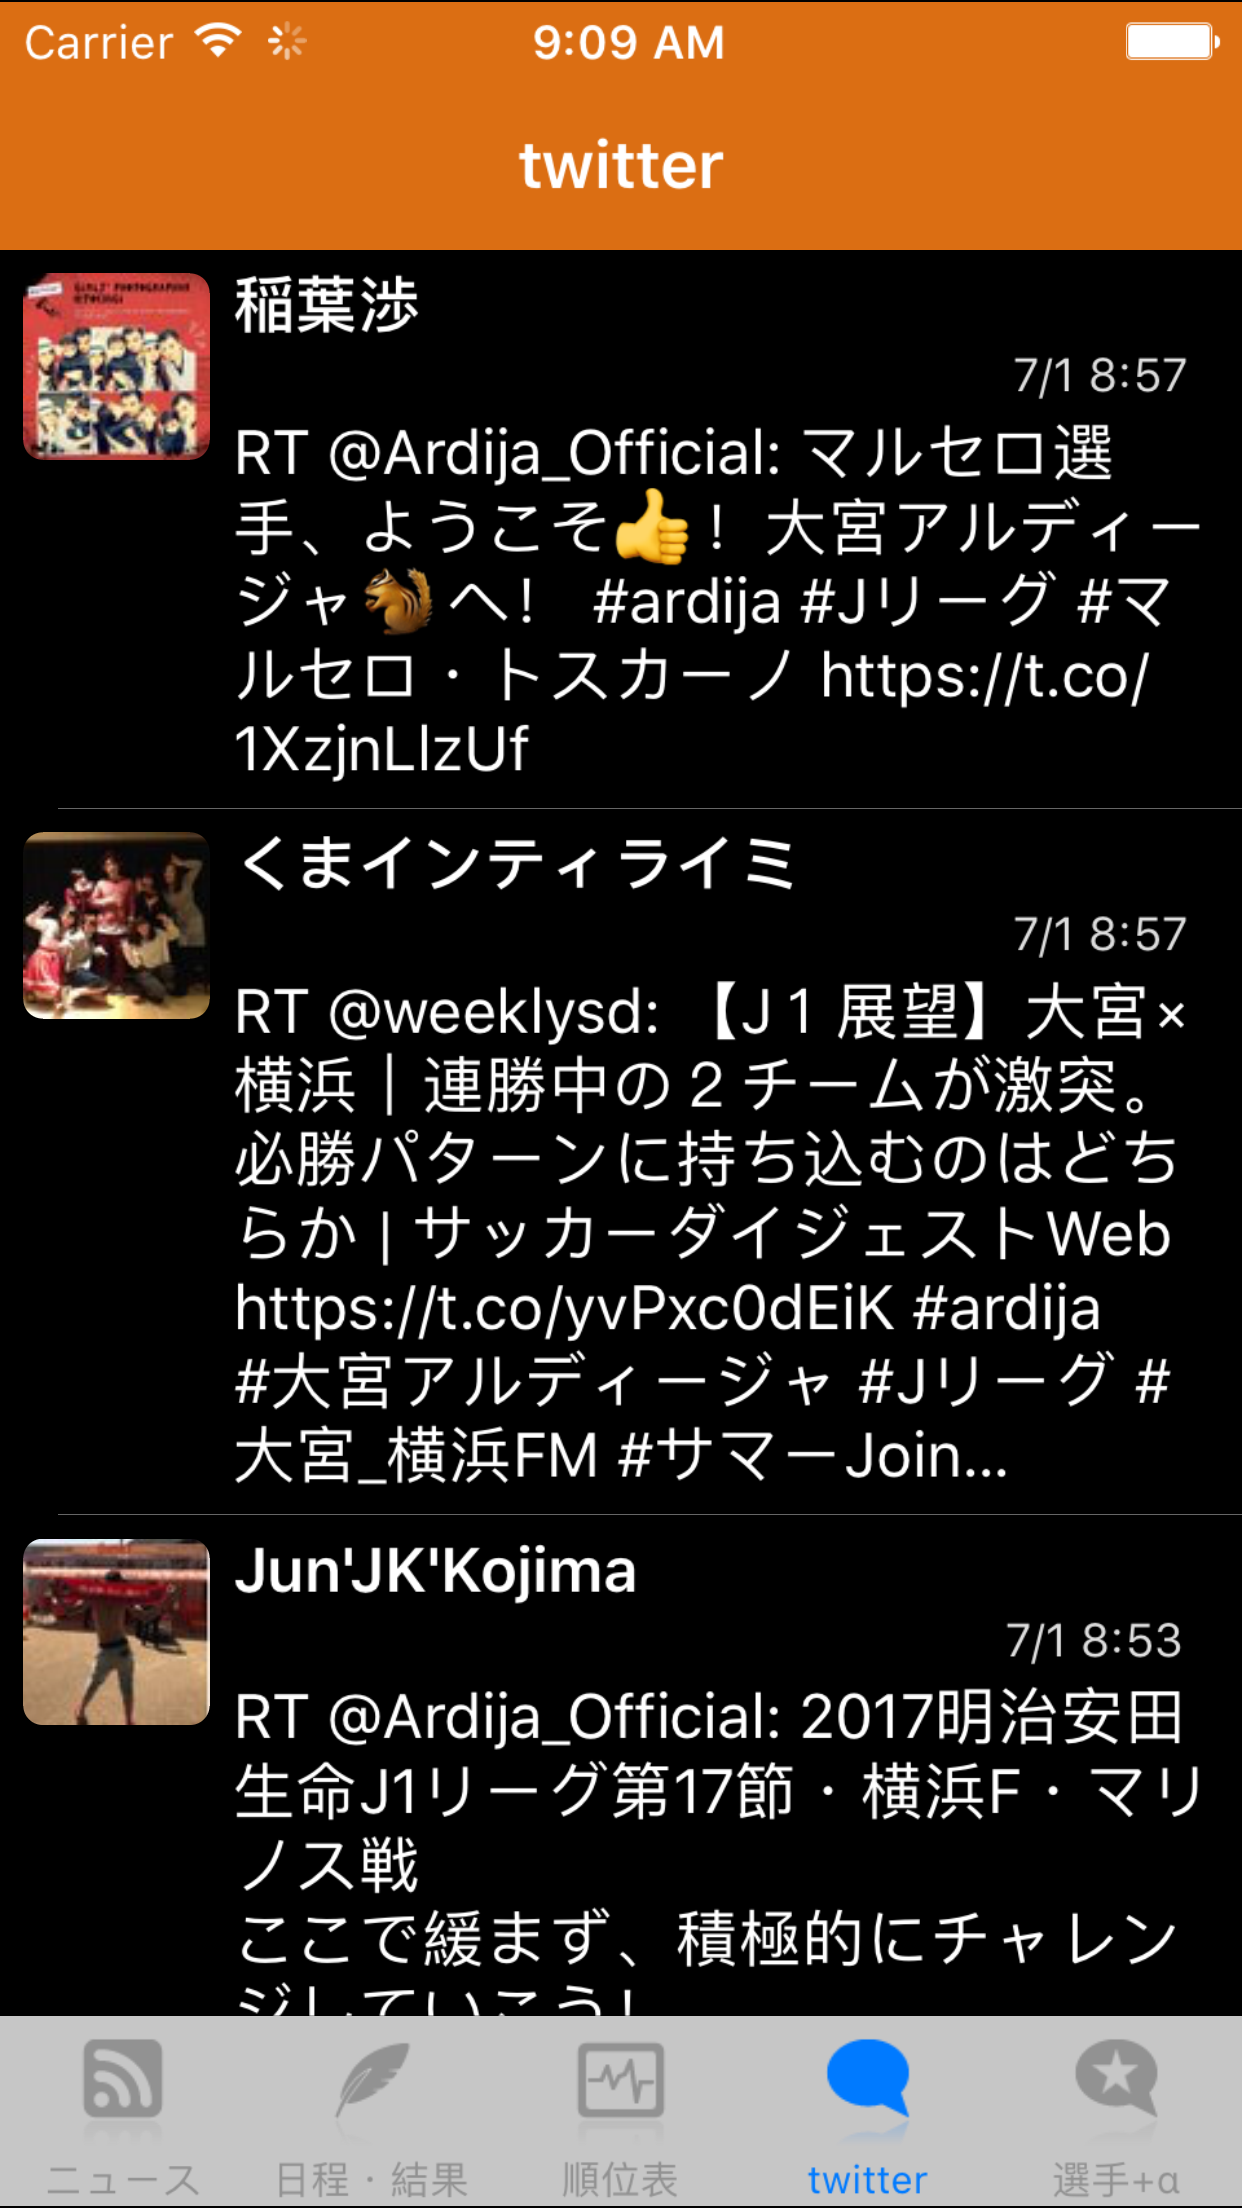 Carrier 9:09 AM
twitter
稲葉渉
7/1 8:57
RT @Ardija_Official: マルセロ選
手、ようこそ👍！大宮アルディー
ジャ🐿へ！ #ardija #Jリーグ #マ
ルセロ・トスカーノ https://t.co/
1XzjnLlzUf
くまインティライミ
7/1 8:57
RT @weeklysd: 【J１展望】大宮×
横浜｜連勝中の２チームが激突。
必勝パターンに持ち込むのはどち
らか | サッカーダイジェストWeb
https://t.co/yvPxc0dEiK #ardija
#大宮アルディージャ #Jリーグ #
大宮_横浜FM #サマーJoin…
Jun'JK'Kojima
7/1 8:53
RT @Ardija_Official: 2017明治安田
生命J1リーグ第17節・横浜F・マリ
ノス戦
ここで緩まず、積極的にチャレン
ジしていこう！
ニュース 日程・結果 順位表 twitter 選手+α